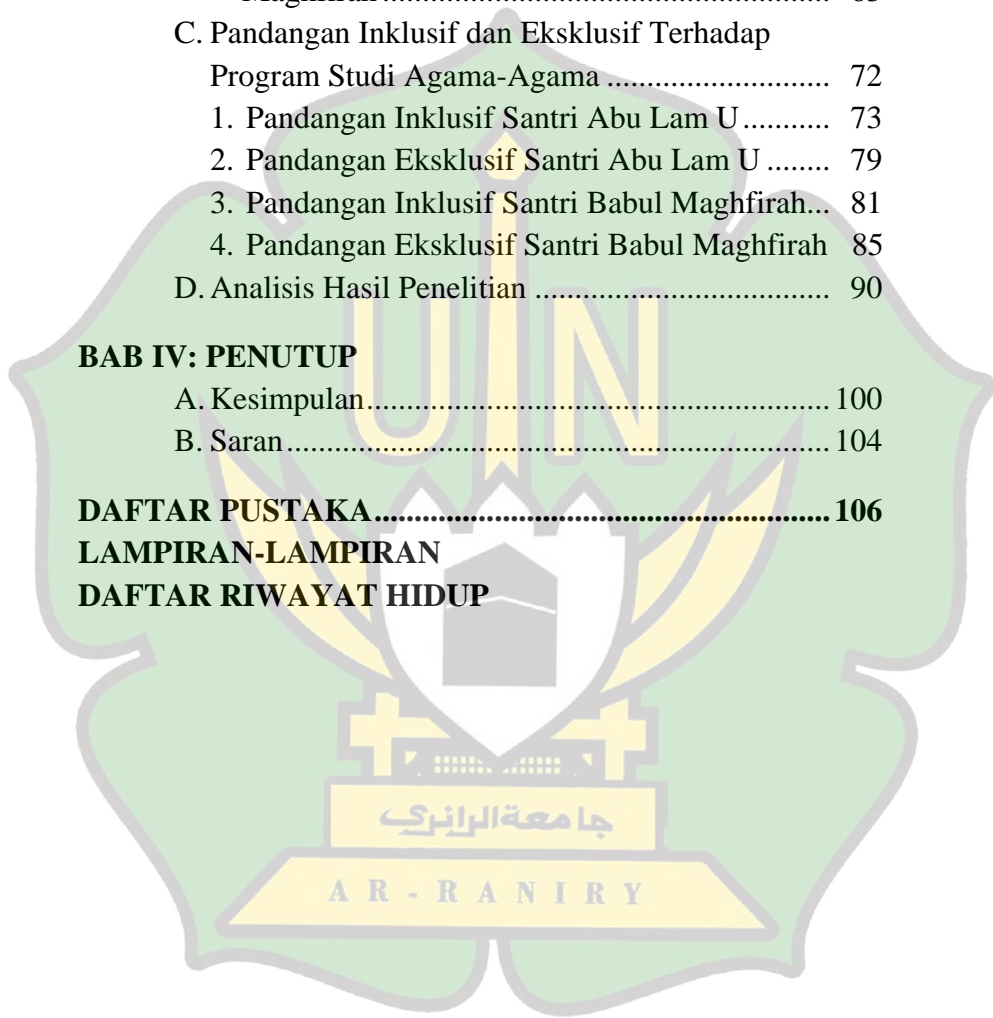 C. Pandangan Inklusif dan Eksklusif Terhadap
Program Studi Agama-Agama ........................... 72
1. Pandangan Inklusif Santri Abu Lam U........... 73
2. Pandangan Eksklusif Santri Abu Lam U ........ 79
3. Pandangan Inklusif Santri Babul Maghfirah... 81
4. Pandangan Eksklusif Santri Babul Maghfirah 85
D. Analisis Hasil Penelitian .................................. 90
BAB IV: PENUTUP
A. Kesimpulan.................................................... 100
B. Saran............................................................. 104
DAFTAR PUSTAKA.................................................. 106
LAMPIRAN-LAMPIRAN
DAFTAR RIWAYAT HIDUP
UIN
جامعة الرانري
AR-RANIRY